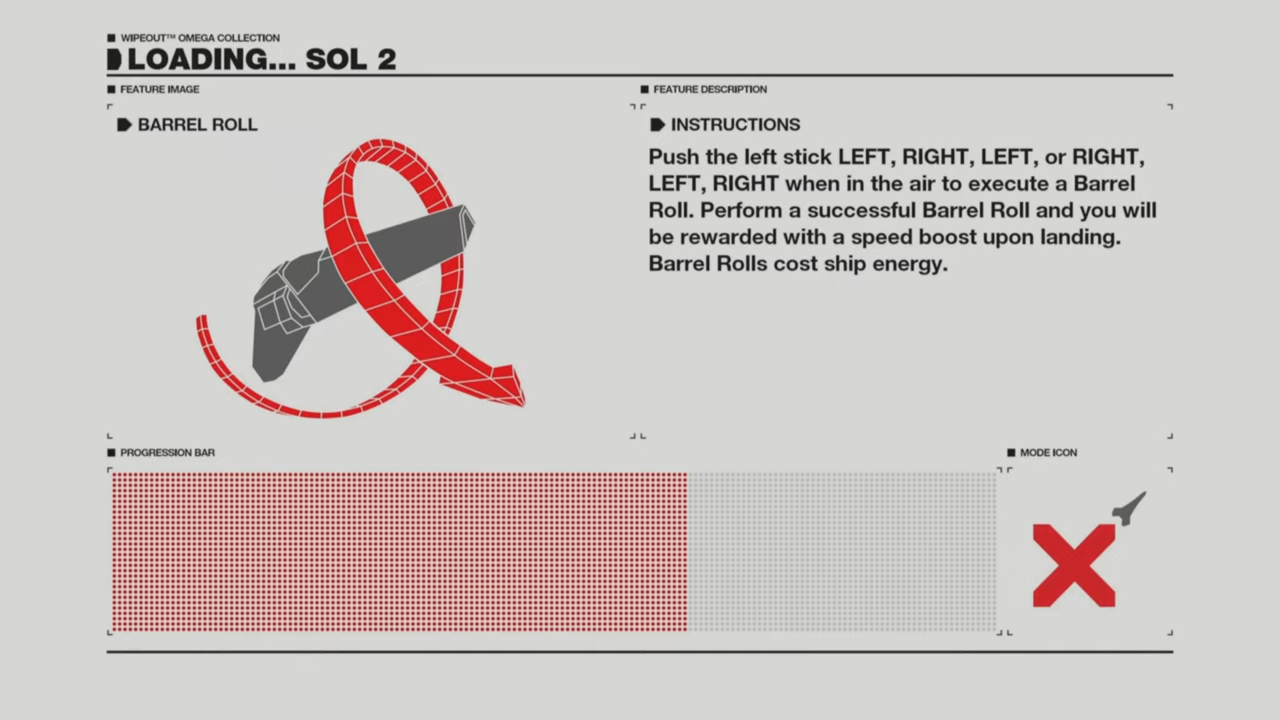 WIPEOUT™ OMEGA COLLECTION
LOADING... SOL 2
FEATURE IMAGE
BARREL ROLL
FEATURE DESCRIPTION
INSTRUCTIONS
Push the left stick LEFT, RIGHT, LEFT, or RIGHT,
LEFT, RIGHT when in the air to execute a Barrel
Roll. Perform a successful Barrel Roll and you will
be rewarded with a speed boost upon landing.
Barrel Rolls cost ship energy.
PROGRESSION BAR
MODE ICON